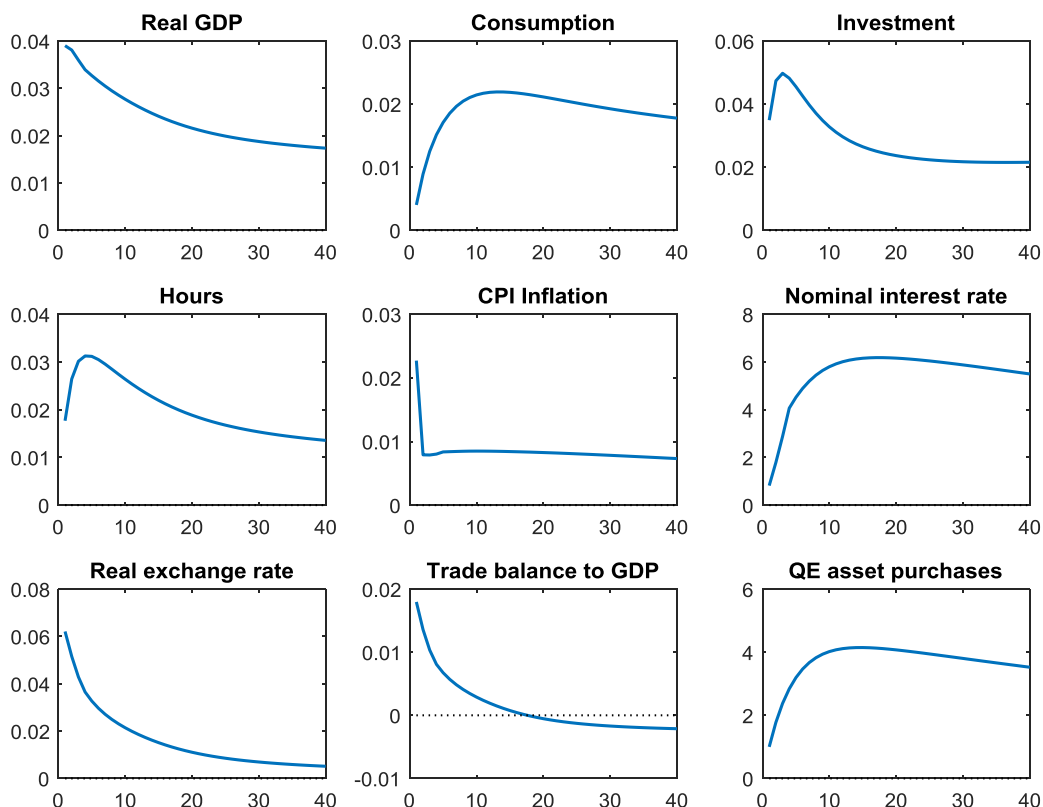 Real GDP
0.04
0.03
0.02
0.01
0
0 10 20 30 40
Consumption
0.03
0.02
0.01
0
0 10 20 30 40
Investment
0.06
0.04
0.02
0
0 10 20 30 40
Hours
0.04
0.03
0.02
0.01
0
0 10 20 30 40
CPI Inflation
0.03
0.02
0.01
0
0 10 20 30 40
Nominal interest rate
8
6
4
2
0
0 10 20 30 40
Real exchange rate
0.08
0.06
0.04
0.02
0
0 10 20 30 40
Trade balance to GDP
0.02
0.01
0
-0.01
0 10 20 30 40
QE asset purchases
6
4
2
0
0 10 20 30 40